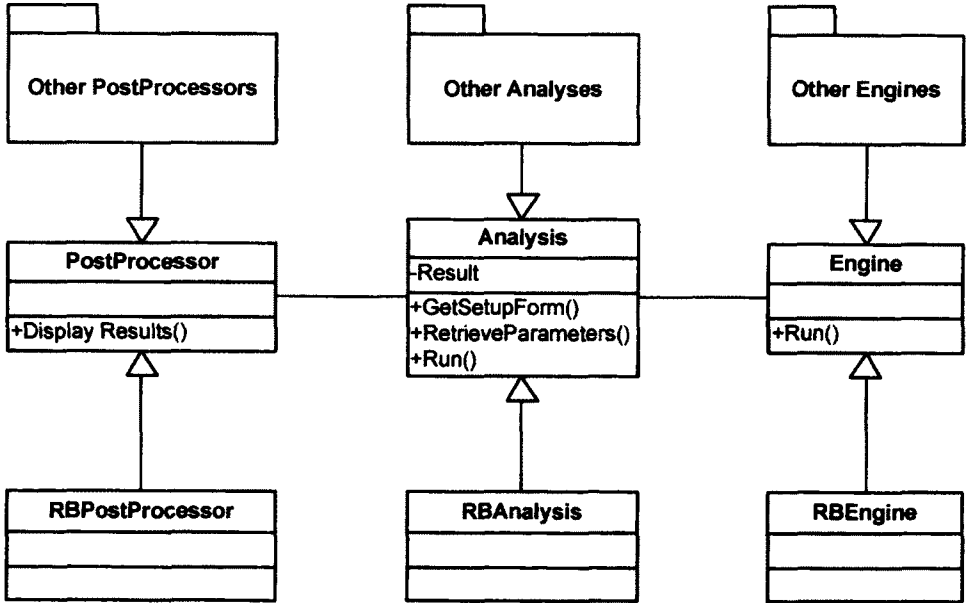 Other PostProcessors
Other Analyses
Other Engines
PostProcessor
+Display Results()
Analysis
-Result
+GetSetupForm()
+RetrieveParameters()
+Run()
Engine
+Run()
RBPostProcessor
RBAnalysis
RBEngine